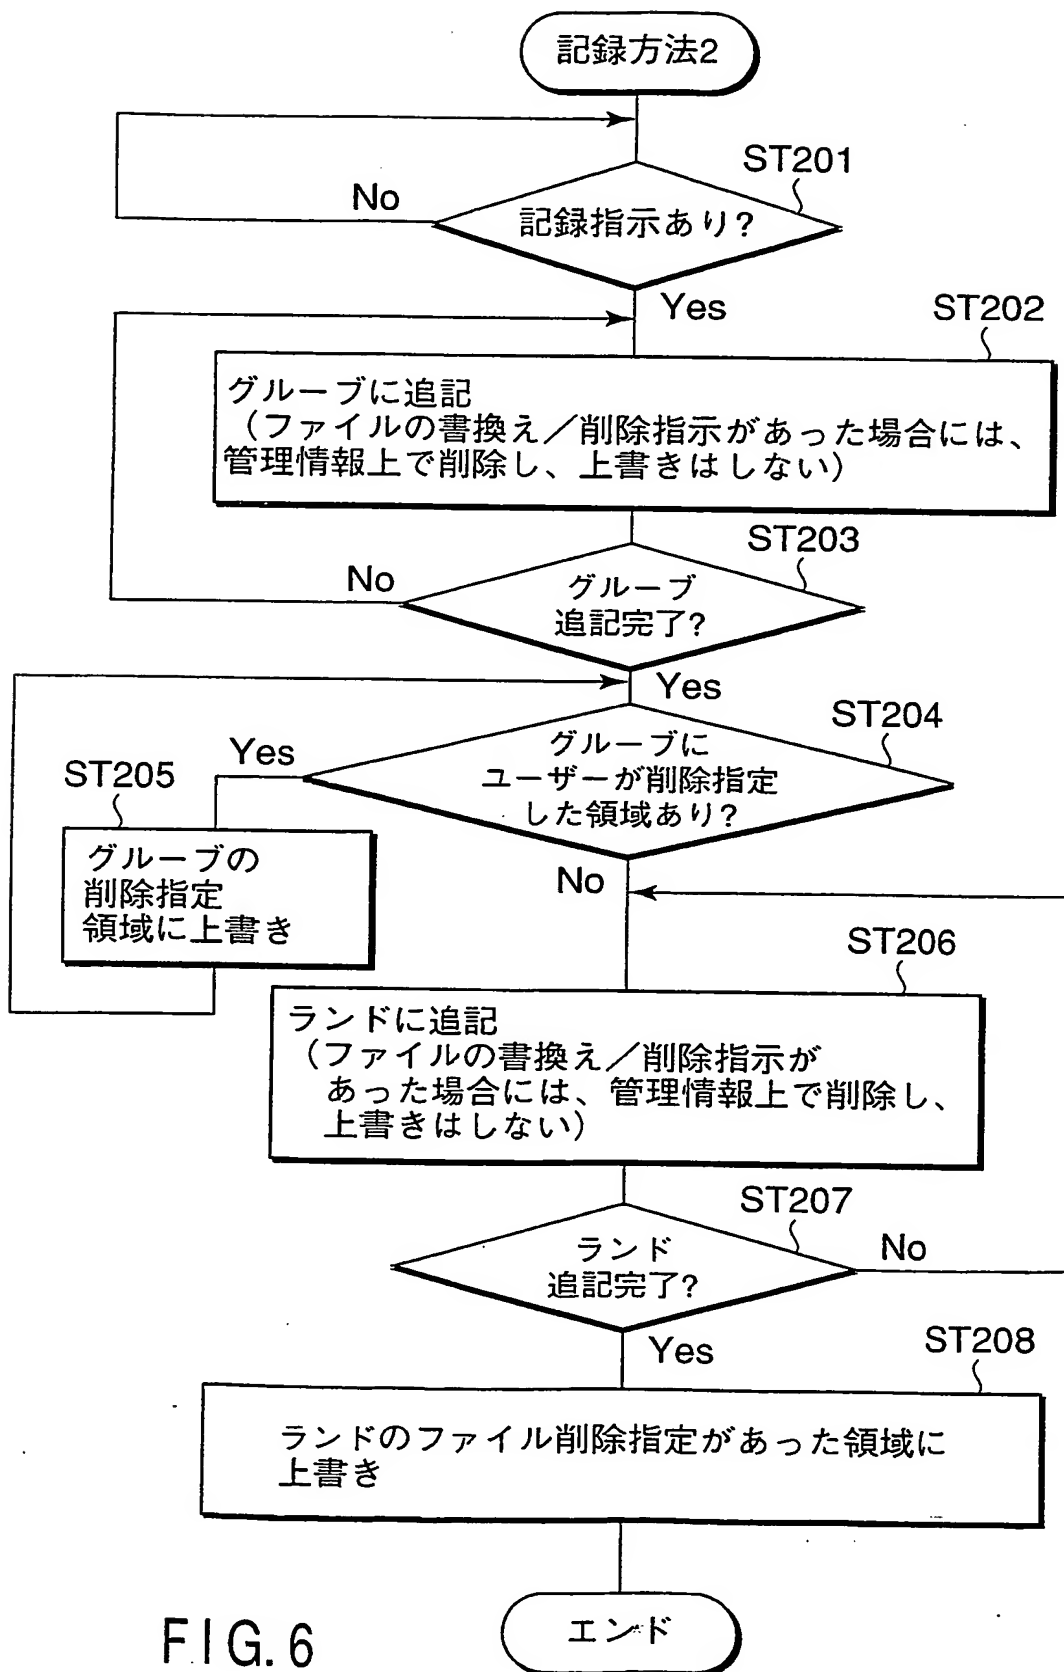 記録方法2
ST201
No
記録指示あり?
Yes
ST202
グルーブに追記
(ファイルの書換え/削除指示があった場合には、
管理情報上で削除し、上書きはしない)
ST203
No
グルーブ
追記完了?
Yes
ST204
グルーブに
ユーザーが削除指定
した領域あり?
Yes
ST205
グルーブの
削除指定
領域に上書き
No
ST206
ランドに追記
(ファイルの書換え/削除指示が
あった場合には、管理情報上で削除し、
上書きはしない)
ST207
ランド
追記完了?
No
Yes
ST208
ランドのファイル削除指定があった領域に
上書き
エンド
FIG.6